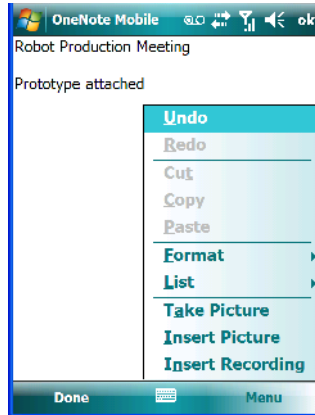 OneNote Mobile ok
Robot Production Meeting
Prototype attached
Undo
Redo
Cut
Copy
Paste
Format
List
Take Picture
Insert Picture
Insert Recording
Done Menu